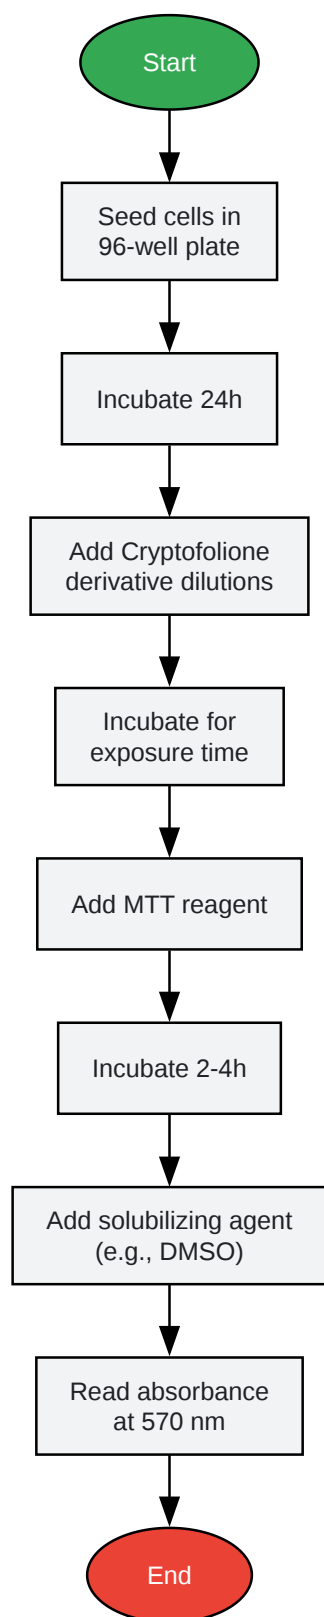 Start
Seed cells in
96-well plate
Incubate 24h
Add Cryptofolione
derivative dilutions
Incubate for
exposure time
Add MTT reagent
Incubate 2-4h
Add solubilizing agent
(e.g., DMSO)
Read absorbance
at 570 nm
End